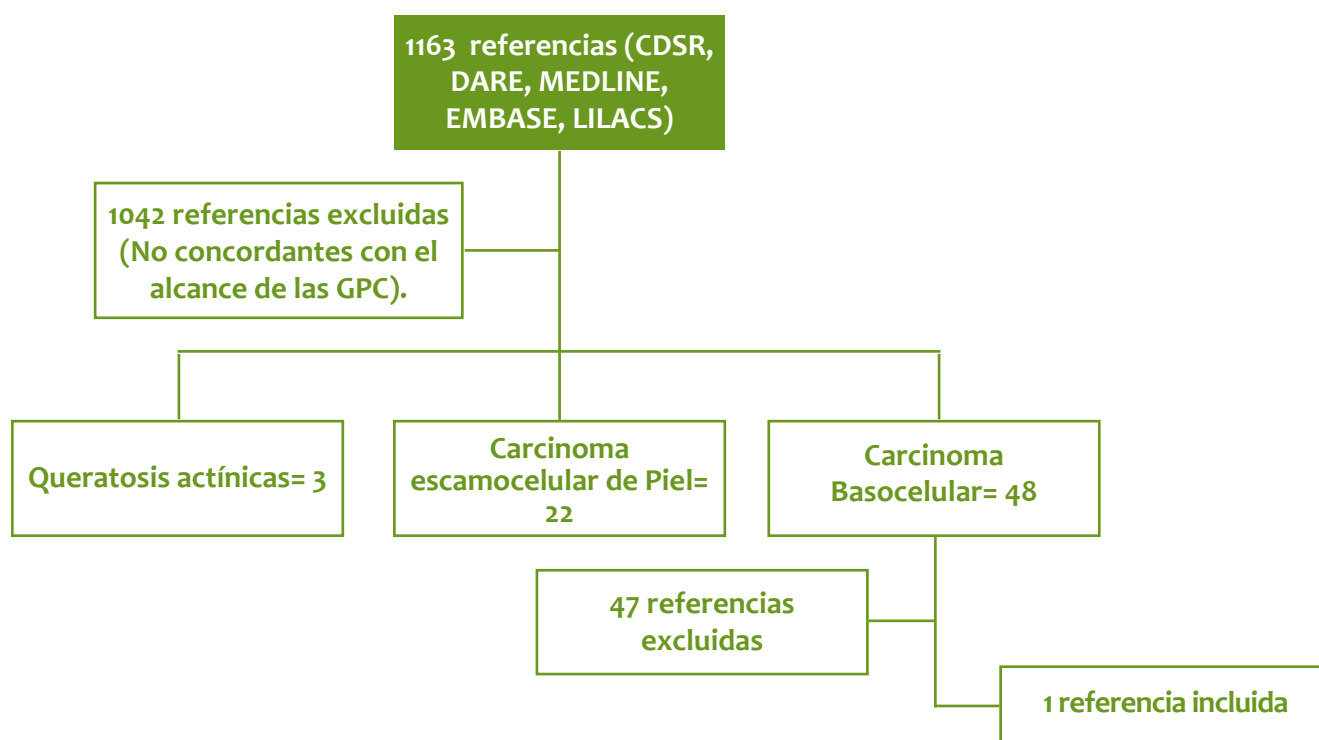 1163 referencias (CDSR,
DARE, MEDLINE,
EMBASE, LILACS)
1042 referencias excluidas
(No concordantes con el
alcance de las GPC).
Queratosis actínicas= 3
Carcinoma
escamocelular de Piel=
22
Carcinoma
Basocelular= 48
47 referencias
excluidas
1 referencia incluida